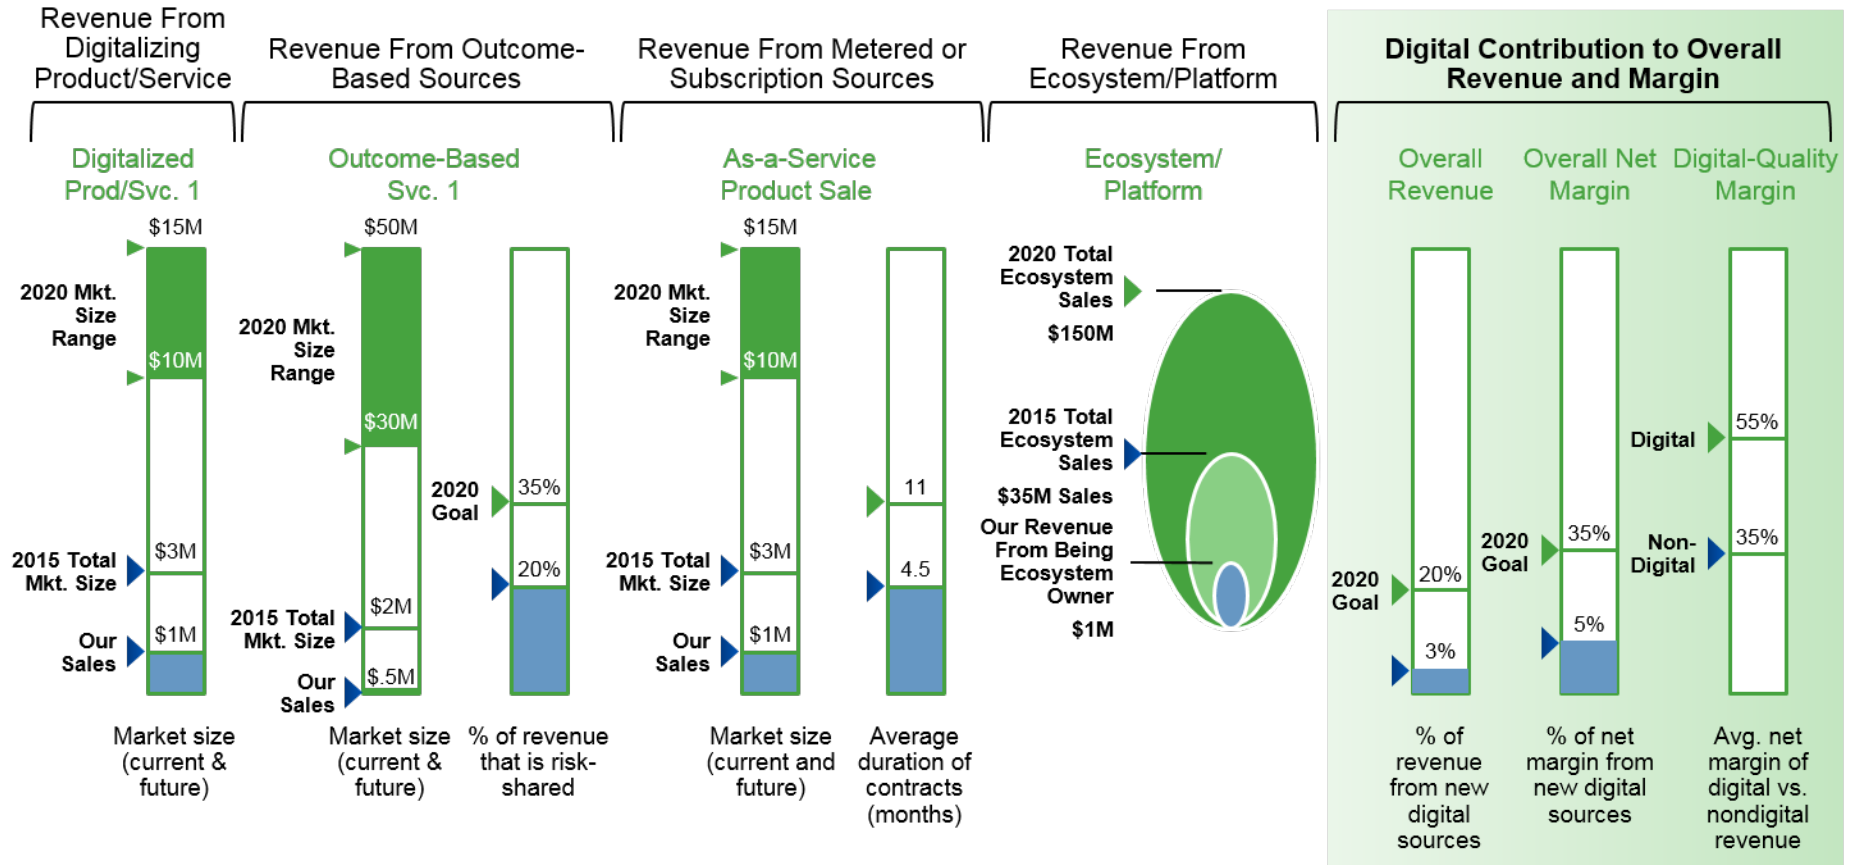 Revenue From
Digitalizing
Product/Service
Revenue From Outcome-
Based Sources
Revenue From Metered or
Subscription Sources
Revenue From
Ecosystem/Platform
Digital Contribution to Overall
Revenue and Margin
Digitalized
Prod/Svc. 1
$15M
2020 Mkt.
Size
Range
$10M
2015 Total
Mkt. Size
$3M
Our
Sales
$1M
Market size
(current &
future)
Outcome-Based
Svc. 1
$50M
2020 Mkt.
Size
Range
$30M
2015 Total
Mkt. Size
$2M
Our
Sales
$.5M
Market size
(current &
future)
2020
Goal
35%
20%
% of revenue
that is risk-
shared
As-a-Service
Product Sale
$15M
2020 Mkt.
Size
Range
$10M
2015 Total
Mkt. Size
$3M
Our
Sales
$1M
Market size
(current and
future)
11
4.5
Average
duration of
contracts
(months)
Ecosystem/
Platform
2020 Total
Ecosystem
Sales
$150M
2015 Total
Ecosystem
Sales
$35M Sales
Our Revenue
From Being
Ecosystem
Owner
$1M
Overall
Revenue
2020
Goal
20%
3%
% of
revenue
from new
digital
sources
Overall Net
Margin
2020
Goal
35%
5%
% of net
margin from
new digital
sources
Digital-Quality
Margin
Digital
55%
Non-
Digital
35%
Avg. net
margin of
digital vs.
nondigital
revenue